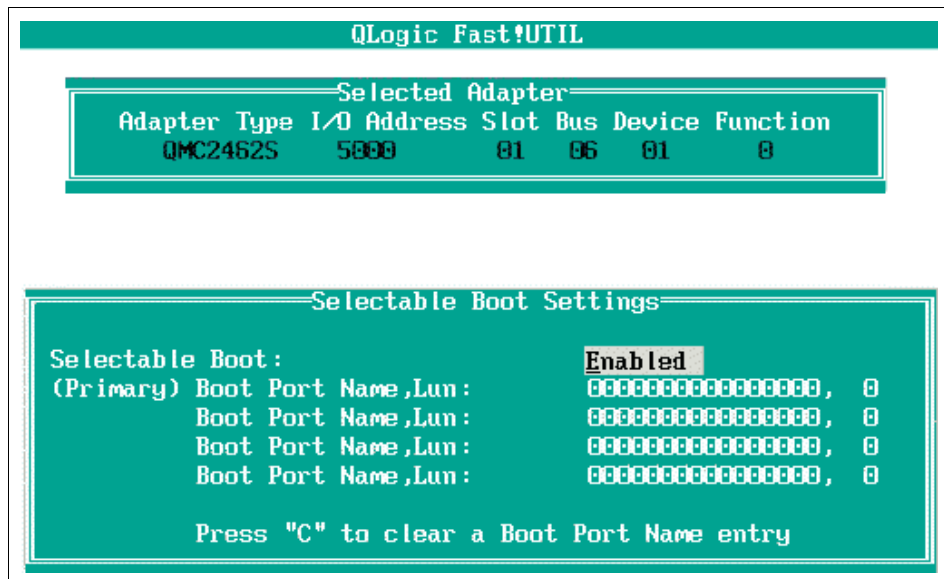 QLogic Fast!UTIL
Selected Adapter
Adapter Type I/O Address Slot Bus Device Function
QMC2462S 5000 01 06 01 0
Selectable Boot Settings
Selectable Boot: Enabled
(Primary) Boot Port Name,Lun: 0000000000000000, 0
Boot Port Name,Lun: 0000000000000000, 0
Boot Port Name,Lun: 0000000000000000, 0
Boot Port Name,Lun: 0000000000000000, 0
Press "C" to clear a Boot Port Name entry